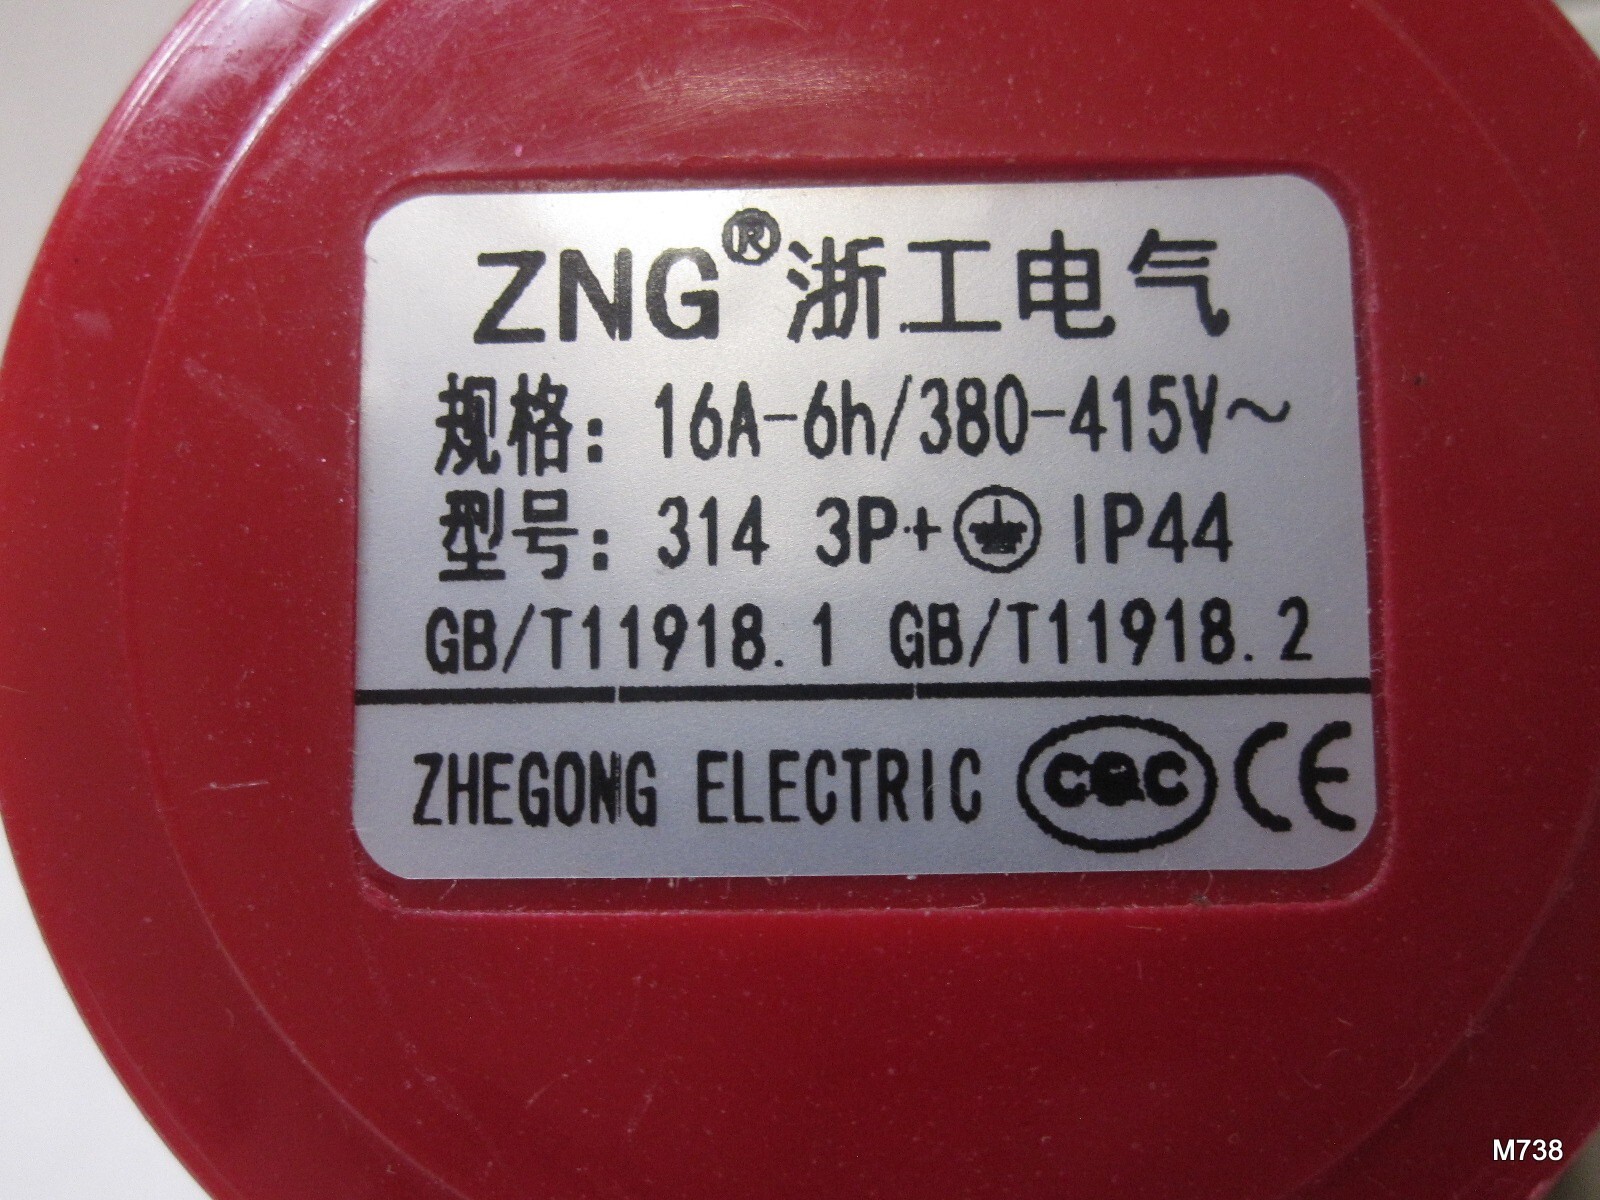 ZNG® 浙工电气
规格: 16A-6h/380-415V～
型号: 314 3P+⏚ IP44
GB/T11918.1 GB/T11918.2
ZHEGONG ELECTRIC CQC CE
M738